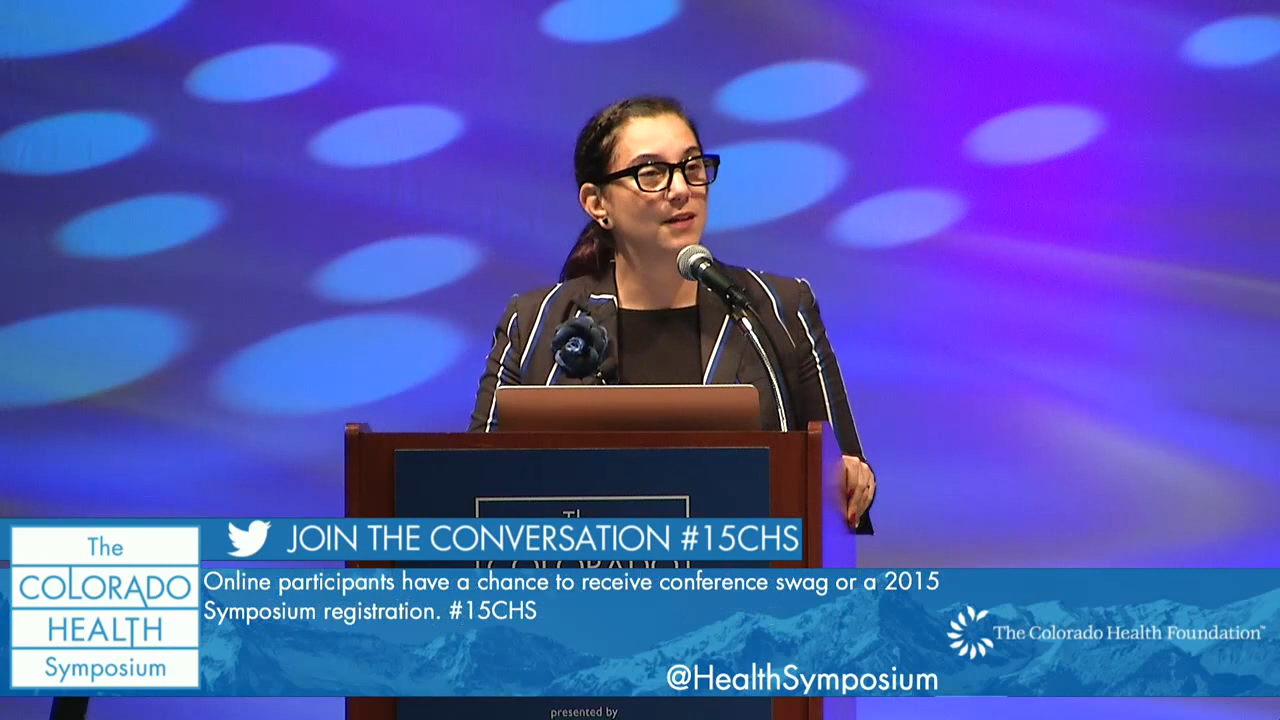 The
COLORADO
HEALTH
Symposium
JOIN THE CONVERSATION #15CHS
Online participants have a chance to receive conference swag or a 2015
Symposium registration. #15CHS
The Colorado Health Foundation™
@HealthSymposium
presented by